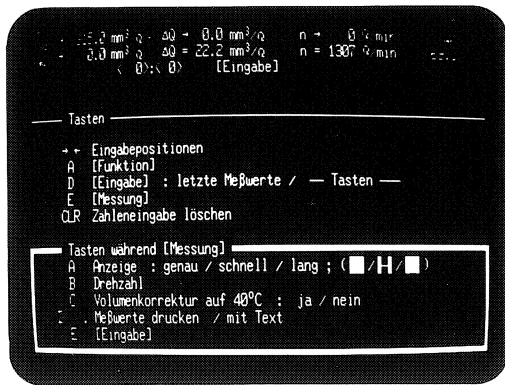 mm³ ΔQ → 0.0 mm³/Q n → 0 min
0.0 mm³ Q ΔQ = 22.2 mm³/Q n = 1307 min
⟨ 0⟩:⟨ 0⟩ [Eingabe]
Tasten
→ ← Eingabepositionen
A [Funktion]
D [Eingabe] : letzte Meßwerte / — Tasten —
E [Messung]
CLR Zahleneingabe löschen
Tasten während [Messung]
A Anzeige : genau / schnell / lang ; ( / / )
B Drehzahl
C Volumenkorrektur auf 40°C : ja / nein
Meßwerte drucken / mit Text
E [Eingabe]